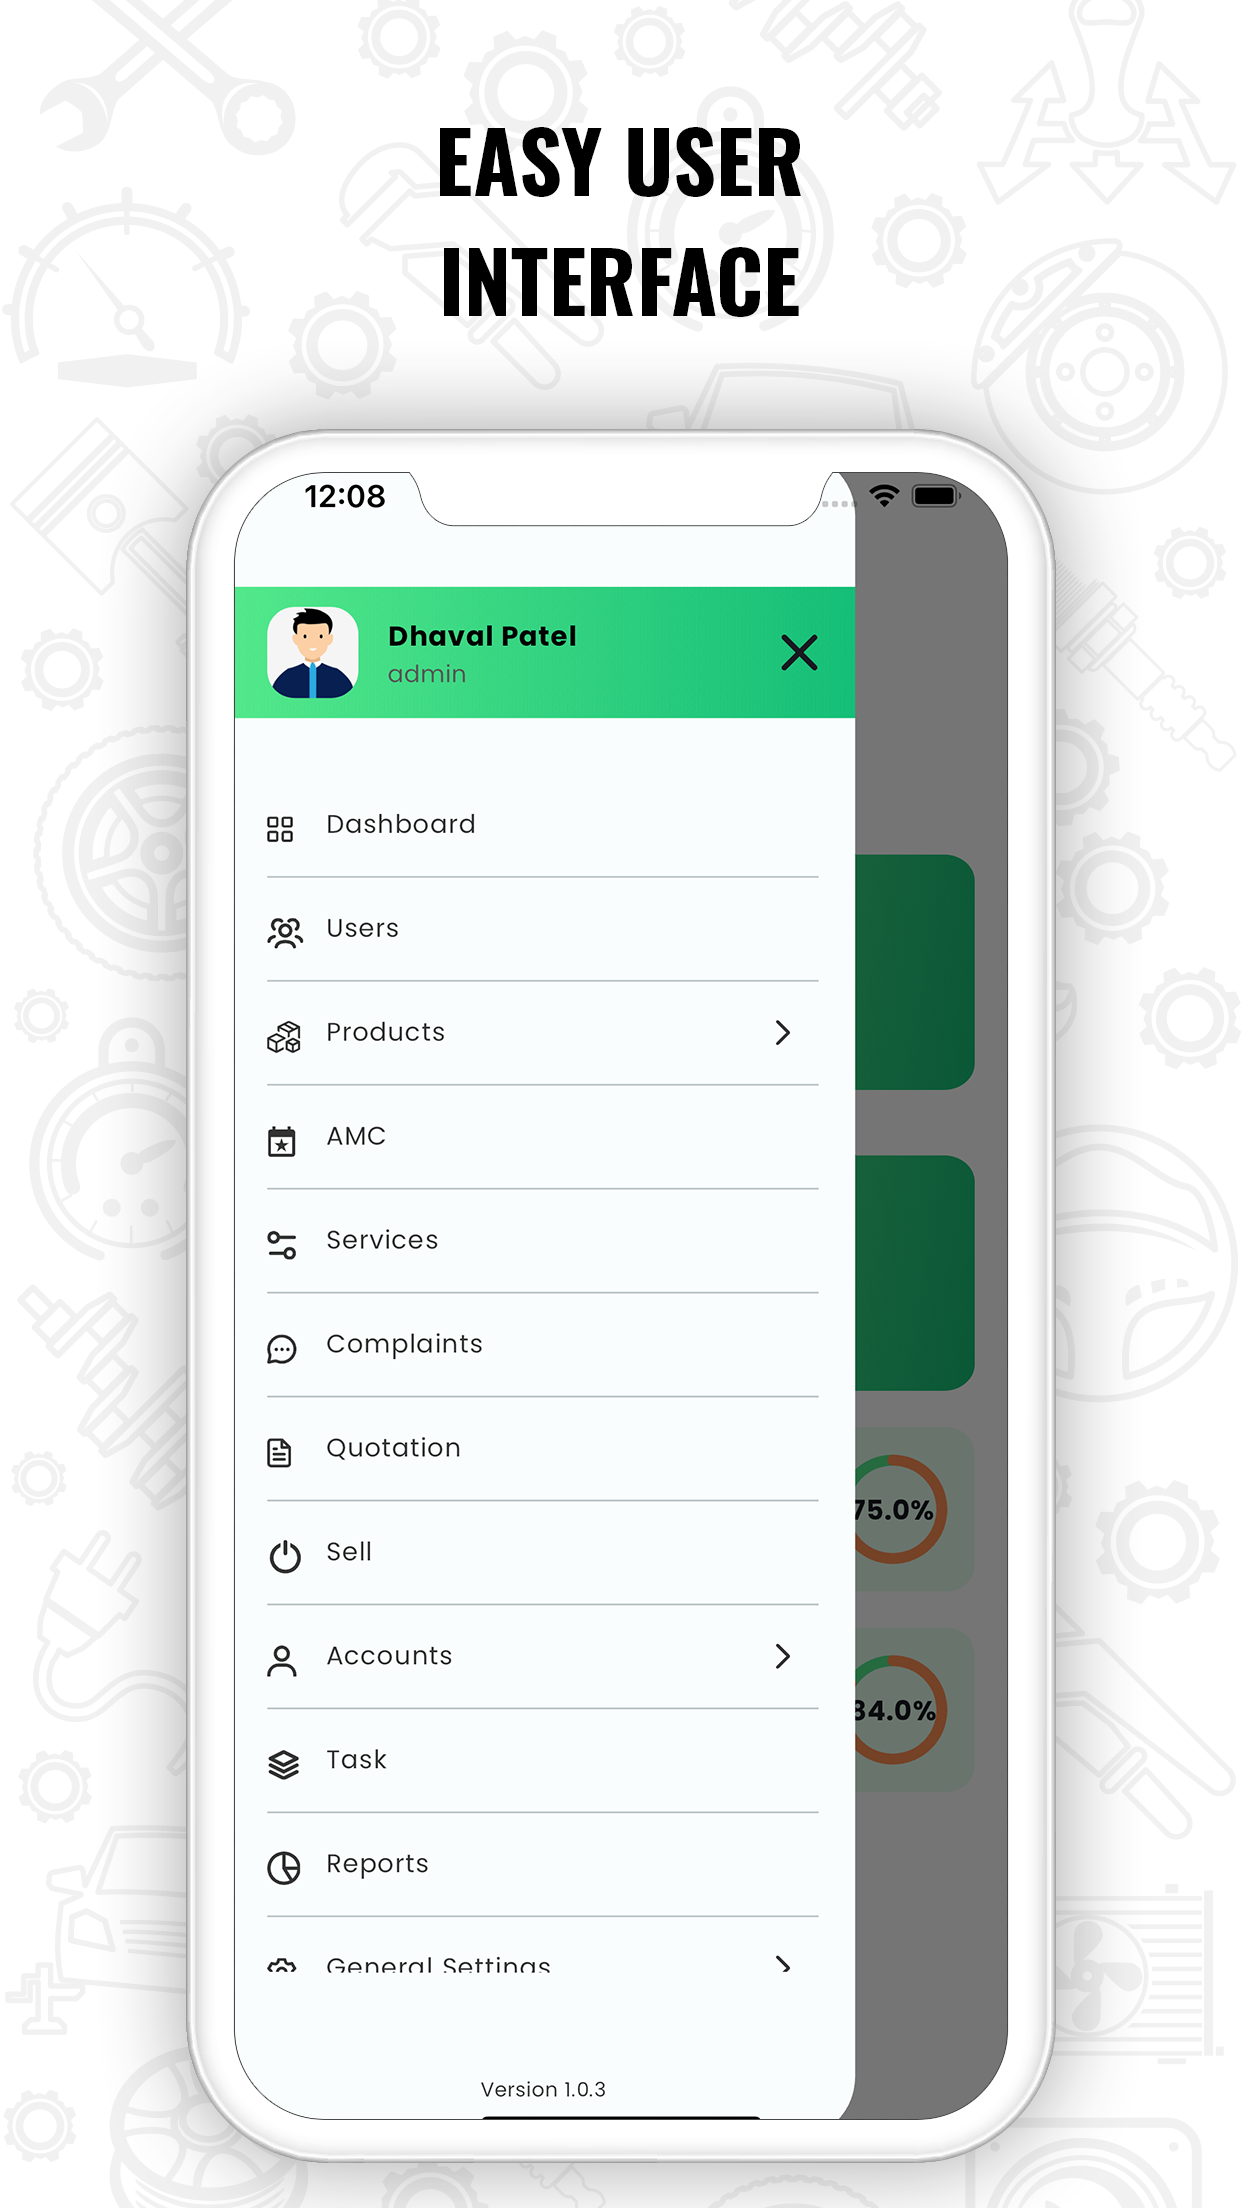 EASY USER
INTERFACE
12:08
Dhaval Patel
admin
Dashboard
Users
Products
AMC
Services
Complaints
Quotation
75.0%
Sell
Accounts
84.0%
Task
Reports
General Settings
Version 1.0.3